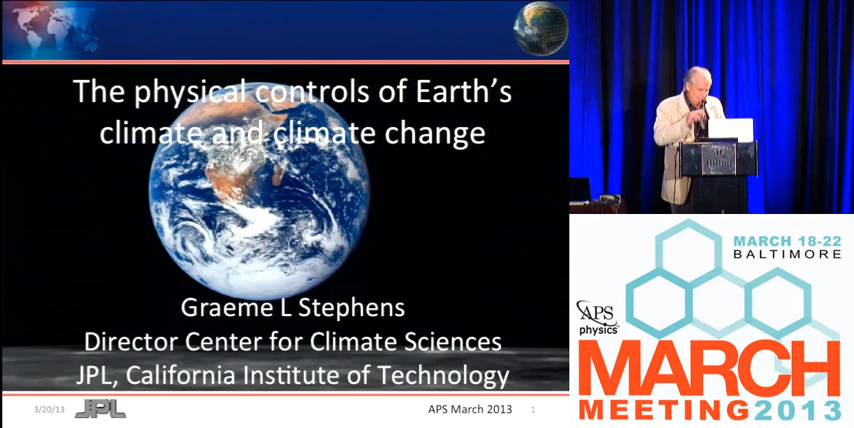 The physical controls of Earth's
climate and climate change
Graeme L Stephens
Director Center for Climate Sciences
JPL, California Institute of Technology
3/20/13
JPL
APS March 2013
1
MARCH 18-22
BALTIMORE
APS
physics™
MARCH
MEETING2013